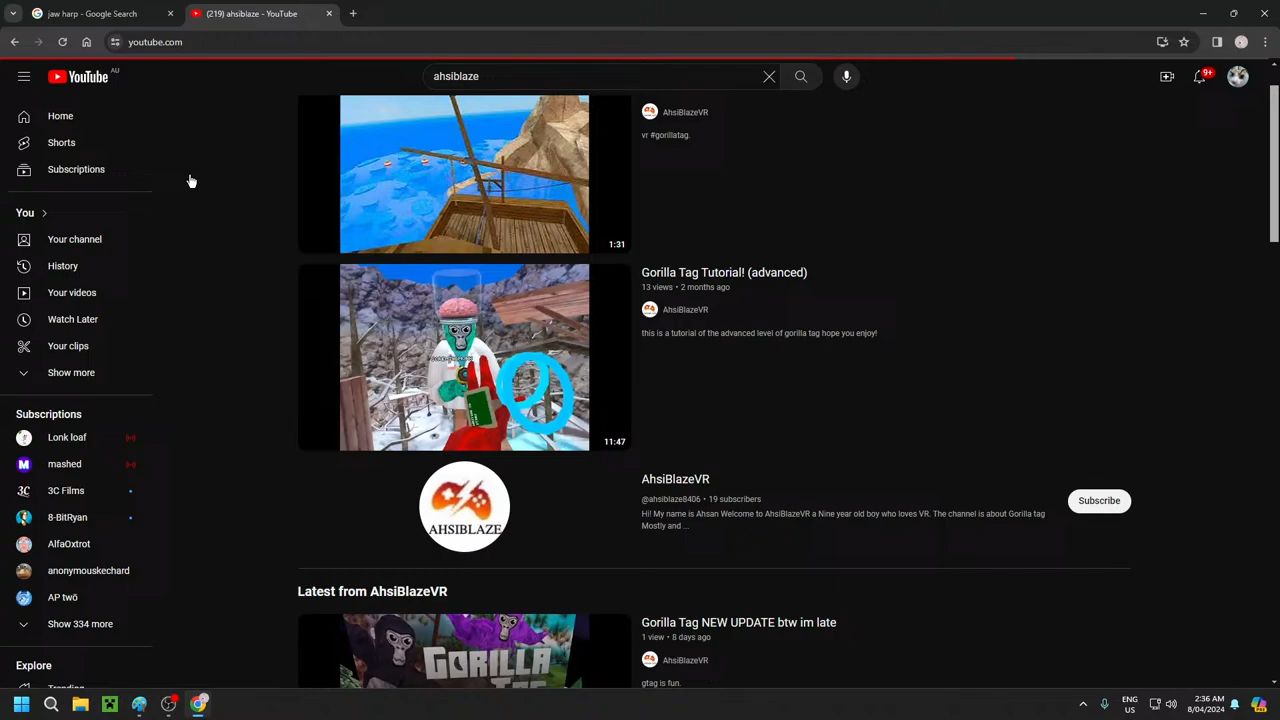 jaw harp - Google Search
(219) ahsiblaze - YouTube
youtube.com
YouTube AU
ahsiblaze
9+
Home
Shorts
Subscriptions
You
Your channel
History
Your videos
Watch Later
Your clips
Show more
Subscriptions
Lonk loaf
mashed
3C Films
8-BitRyan
AlfaOxtrot
anonymouskechard
AP twö
Show 334 more
Explore
Trending
AhsiBlazeVR
vr #gorillatag.
1:31
Gorilla Tag Tutorial! (advanced)
13 views • 2 months ago
AhsiBlazeVR
this is a tutorial of the advanced level of gorilla tag hope you enjoy!
11:47
AHSIBLAZE
AhsiBlazeVR
@ahsiblaze8406 • 19 subscribers
Hi! My name is Ahsan Welcome to AhsiBlazeVR a Nine year old boy who loves VR. The channel is about Gorilla tag
Mostly and ...
Subscribe
Latest from AhsiBlazeVR
GORILLA
TAG
Gorilla Tag NEW UPDATE btw im late
1 view • 8 days ago
AhsiBlazeVR
gtag is fun.
ENG
US
2:36 AM
8/04/2024